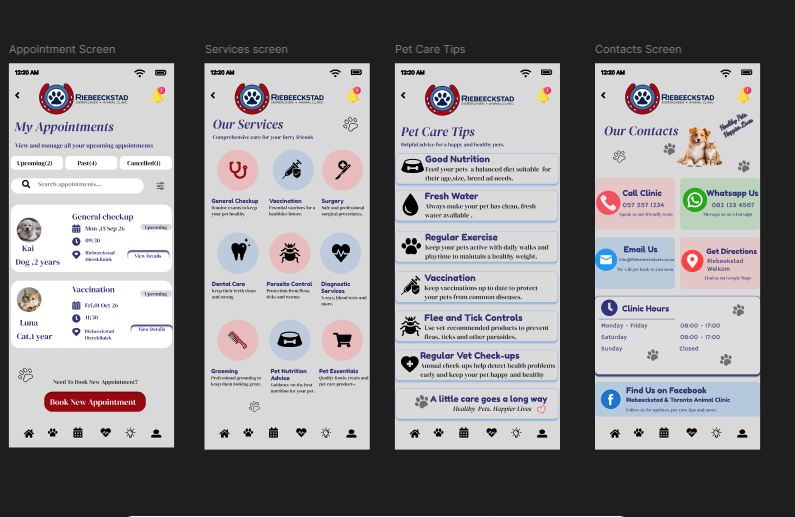 Appointment Screen
12:20 AM
RIEBEECKSTAD
DIEREKLINIEK • ANIMAL CLINIC
My Appointments
View and manage all your upcoming appointments
Upcoming(2)
Past(4)
Cancelled(1)
Search appointments...
General checkup
Mon ,15 Sep 26
Upcoming
09:30
Riebeeckstad
Dierekliniek
View Details
Kai
Dog ,2 years
Vaccination
Upcoming
Fri,01 Oct 26
11:30
Riebeeckstad
Dierekliniek
View Details
Luna
Cat,1 year
Need To Book New Appointment?
Book New Appointment
Services screen
12:20 AM
RIEBEECKSTAD
DIEREKLINIEK • ANIMAL CLINIC
Our Services
Comprehensive care for your furry friends
General Checkup
Routine exams to keep
your pet healthy.
Vaccination
Essential vaccines for a
healthier future.
Surgery
Safe and professional
surgical procedures.
Dental Care
Keep their teeth clean
and strong
Parasite Control
Protection from fleas,
ticks and worms
Diagnostic
Services
X-rays, blood tests and
more.
Grooming
Professional grooming to
keep them looking great.
Pet Nutrition
Advice
Guidance on the best
nutrition for your pet.
Pet Essentials
Quality foods, treats and
pet care products.
Pet Care Tips
12:20 AM
RIEBEECKSTAD
DIEREKLINIEK • ANIMAL CLINIC
Pet Care Tips
Helpful advice for a happy and healthy pets.
Good Nutrition
Feed your pets a balanced diet suitable for
their age,size, breed ad needs.
Fresh Water
Always make your pet has clean, fresh
water available .
Regular Exercise
Keep your pets active with daily walks and
playtime to maintain a healthy weight.
Vaccination
Keep vaccinations up to date to protect
your pets from common diseases.
Flee and Tick Controls
Use vet recommended products to prevent
fleas, ticks and other parasites.
Regular Vet Check-ups
Annual check-ups help detect health problems
early and keep your pet happy and healthy
A little care goes a long way
Healthy Pets. Happier Lives
Contacts Screen
12:20 AM
RIEBEECKSTAD
DIEREKLINIEK • ANIMAL CLINIC
Our Contacts
Healthy Pets
Happier Lives
Call Clinic
057 357 1234
Speak to our friendly team
Whatsapp Us
082 123 4567
Message us on whatsapp
Email Us
We'll get back to you soon
Get Directions
Riebeekstad
Welkom
Find us on Google Maps
Clinic Hours
Monday - Friday 08:00 - 17:00
Saturday 08:00 - 17:00
Sunday Closed
Find Us on Facebook
Riebeeckstad & Toronto Animal Clinic
Follow us for updates, pet care tips and more.